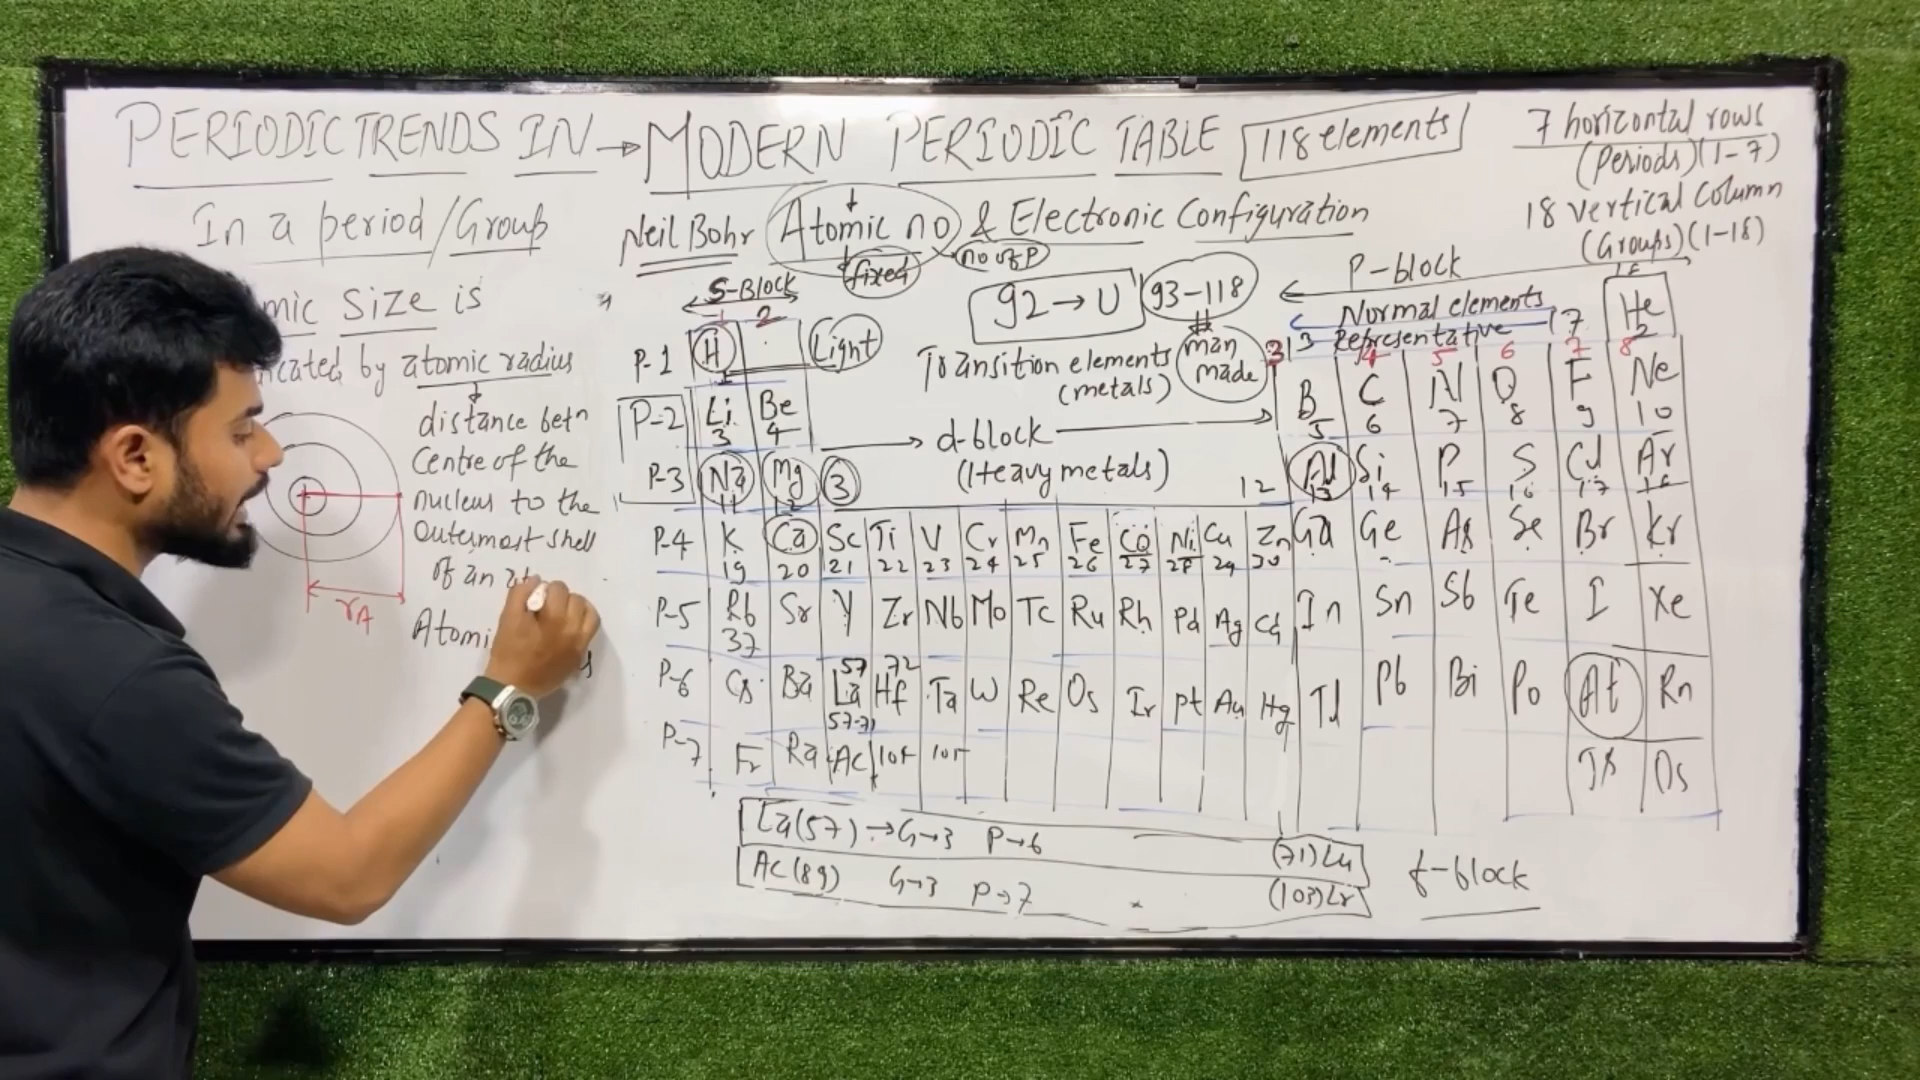 PERIODIC TRENDS IN → MODERN PERIODIC TABLE 118 elements
7 horizontal rows
(Periods) (1-7)
18 vertical column
(Groups) (1-18)
In a period/Group
Neil Bohr Atomic no & Electronic Configuration
fixed
no of P
mic Size is
icated by atomic radius
distance betn
Centre of the
nucleus to the
Outermost shell
of an at
Atomi
rA
S-Block
1 2
Light
92 → U
93-118
man
made
Transition elements
(metals)
P-block
Normal elements
Representative
→ d-block →
(Heavy metals)
3
12
3 13 4 5 6 7 17 8
P-1 H 1 He 2
P-2 Li 3 Be 4 B 5 C 6 N 7 O 8 F 9 Ne 10
P-3 Na 11 Mg 12 Al 13 Si 14 P 15 S 16 Cl 17 Ar 18
P-4 K 19 Ca 20 Sc 21 Ti 22 V 23 Cr 24 Mn 25 Fe 26 Co 27 Ni 28 Cu 29 Zn 30 Ga Ge As Se Br Kr
P-5 Rb 37 Sr Y Zr Nb Mo Tc Ru Rh Pd Ag Cd In Sn Sb Te I Xe
P-6 Cs Ba 57 La 57-71 72 Hf Ta W Re Os Ir Pt Au Hg Tl Pb Bi Po At Rn
P-7 Fr Ra Ac 104 105 Ts Os
La(57) → G→3 P→6 (71)Lu
Ac(89) G→3 P→7 (103)Lr
f-block